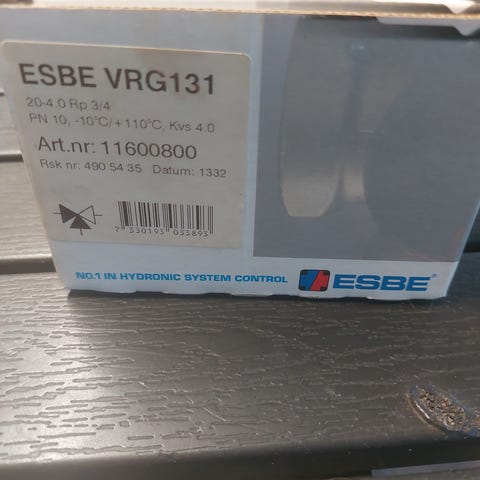 ESBE VRG131
20-4.0 Rp 3/4
PN 10, -10°C/+110°C, Kvs 4.0
Art.nr: 11600800
Rsk nr: 490 54 35 Datum: 1332
7 330193 033893
NO.1 IN HYDRONIC SYSTEM CONTROL
ESBE®